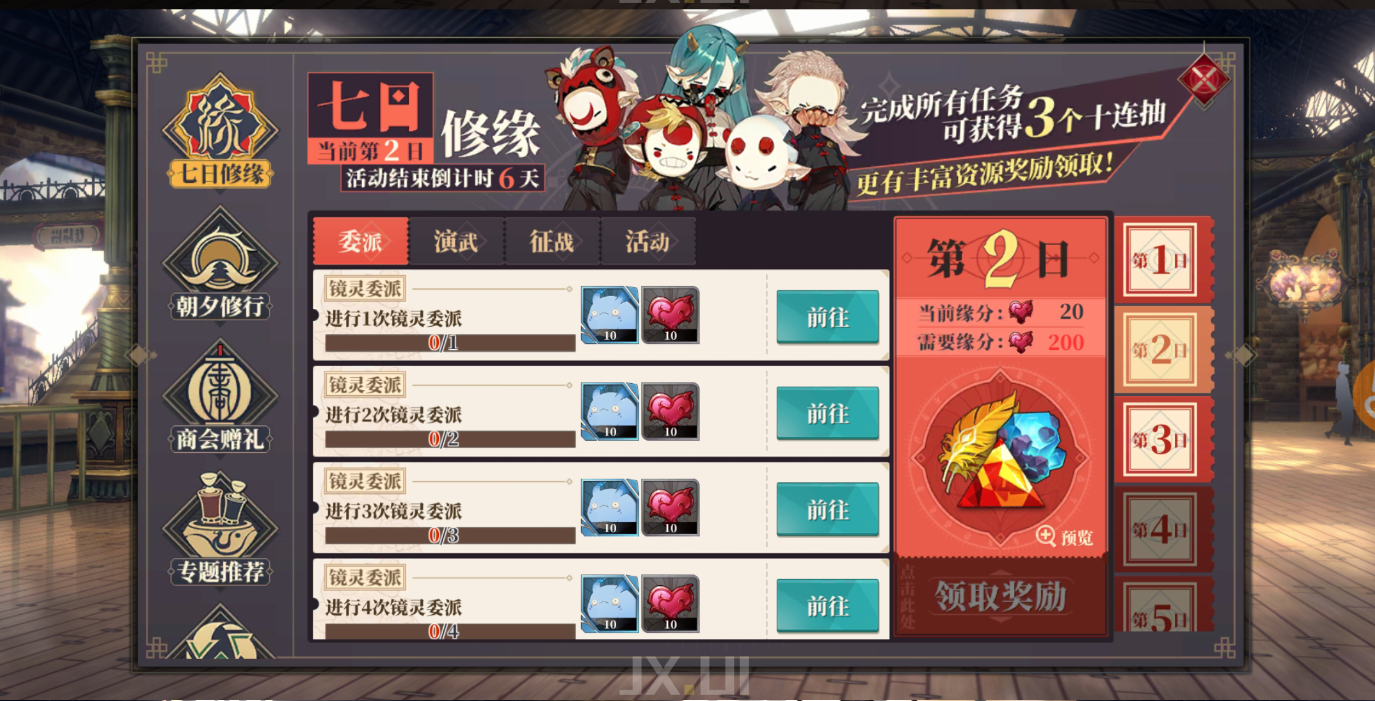 JX.UI
七日修缘
朝夕修行
商会赠礼
专题推荐
七日
修缘
当前第2日
活动结束倒计时6天
完成所有任务
可获得3个十连抽
更有丰富资源奖励领取!
委派
演武
征战
活动
镜灵委派
进行1次镜灵委派
0/1
10
10
前往
镜灵委派
进行2次镜灵委派
0/2
10
10
前往
镜灵委派
进行3次镜灵委派
0/3
10
10
前往
镜灵委派
进行4次镜灵委派
0/4
10
10
前往
第2日
当前缘分: 20
需要缘分: 200
预览
点击此处
领取奖励
第1日
第2日
第3日
第4日
第5日
JX.UI